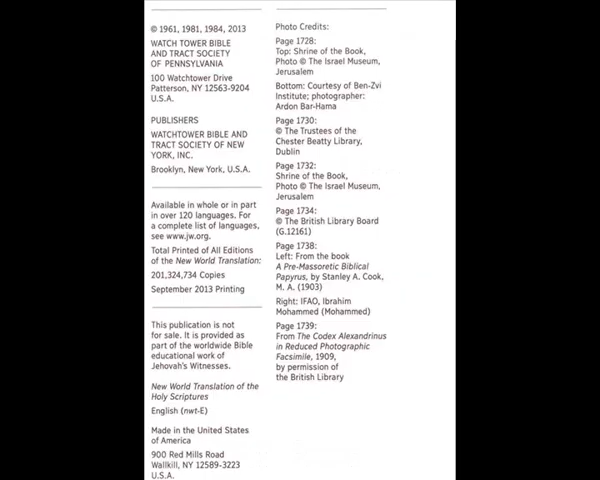 © 1961, 1981, 1984, 2013
WATCH TOWER BIBLE
AND TRACT SOCIETY
OF PENNSYLVANIA
100 Watchtower Drive
Patterson, NY 12563-9204
U.S.A.
PUBLISHERS
WATCHTOWER BIBLE AND
TRACT SOCIETY OF NEW
YORK, INC.
Brooklyn, New York, U.S.A.
Available in whole or in part
in over 120 languages. For
a complete list of languages,
see www.jw.org.
Total Printed of All Editions
of the New World Translation:
201,324,734 Copies
September 2013 Printing
This publication is not
for sale. It is provided as
part of the worldwide Bible
educational work of
Jehovah's Witnesses.
New World Translation of the
Holy Scriptures
English (nwt-E)
Made in the United States
of America
900 Red Mills Road
Wallkill, NY 12589-3223
U.S.A.
Photo Credits:
Page 1728:
Top: Shrine of the Book,
Photo © The Israel Museum,
Jerusalem
Bottom: Courtesy of Ben-Zvi
Institute; photographer:
Ardon Bar-Hama
Page 1730:
© The Trustees of the
Chester Beatty Library,
Dublin
Page 1732:
Shrine of the Book,
Photo © The Israel Museum,
Jerusalem
Page 1734:
© The British Library Board
(G.12161)
Page 1738:
Left: From the book
A Pre-Massoretic Biblical
Papyrus, by Stanley A. Cook,
M. A. (1903)
Right: IFAO, Ibrahim
Mohammed (Mohammed)
Page 1739:
From The Codex Alexandrinus
in Reduced Photographic
Facsimile, 1909,
by permission of
the British Library